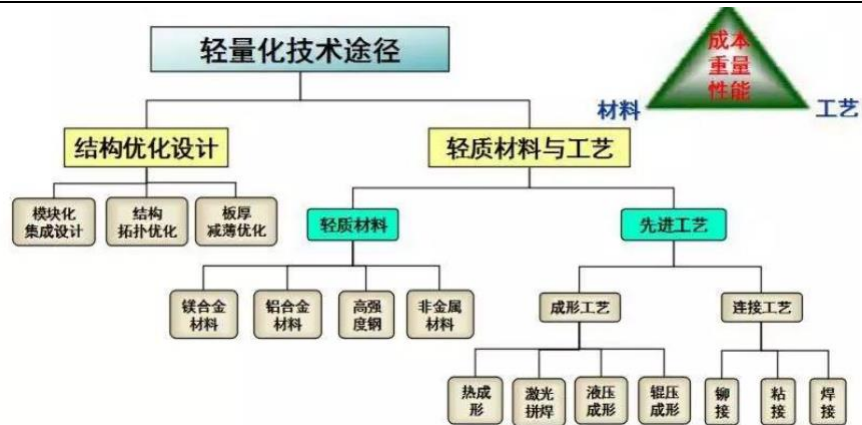 轻量化技术途径
成本
重量
性能
材料
工艺
结构优化设计
轻质材料与工艺
模块化
集成设计
结构
拓扑优化
板厚
减薄优化
轻质材料
先进工艺
镁合金
材料
铝合金
材料
高强
度钢
非金属
材料
成形工艺
连接工艺
热成
形
激光
拼焊
液压
成形
辊压
成形
铆
接
粘
接
焊
接